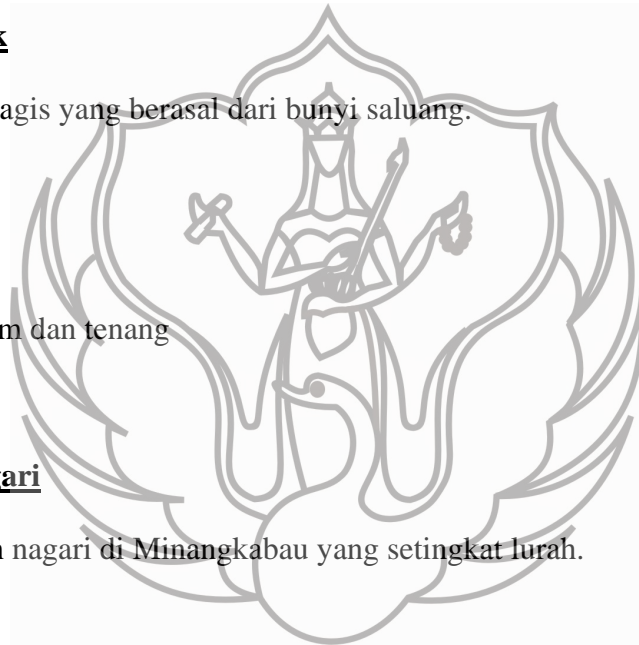 k
agis yang berasal dari bunyi saluang.
m dan tenang
gari
n nagari di Minangkabau yang setingkat lurah.